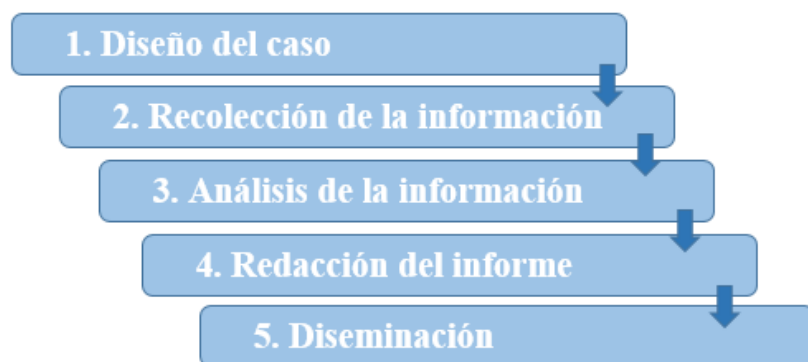 1. Diseño del caso
2. Recolección de la información
3. Análisis de la información
4. Redacción del informe
5. Diseminación